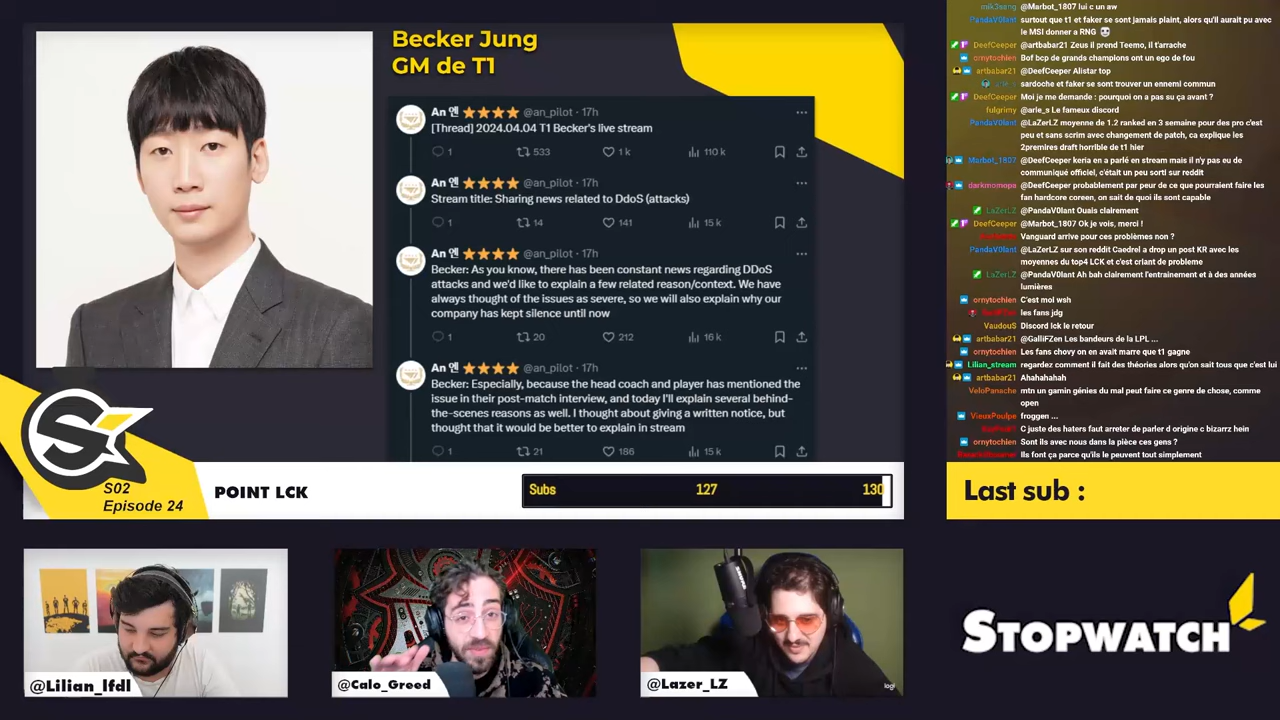 Becker Jung
GM de T1
An 엔 ⭐⭐⭐⭐ @an_pilot · 17h
[Thread] 2024.04.04 T1 Becker's live stream
1 533 1 k 110 k
An 엔 ⭐⭐⭐⭐ @an_pilot · 17h
Stream title: Sharing news related to DdoS (attacks)
1 14 141 15 k
An 엔 ⭐⭐⭐⭐ @an_pilot · 17h
Becker: As you know, there has been constant news regarding DDoS
attacks and we'd like to explain a few related reason/context. We have
always thought of the issues as severe, so we will also explain why our
company has kept silence until now
1 20 212 16 k
An 엔 ⭐⭐⭐⭐ @an_pilot · 17h
Becker: Especially, because the head coach and player has mentioned the
issue in their post-match interview, and today I'll explain several behind-
the-scenes reasons as well. I thought about giving a written notice, but
thought that it would be better to explain in stream
1 21 186 15 k
S02
Episode 24
POINT LCK
Subs 127 130
@Lilian_lfdl
@Calo_Greed
@Lazer_LZ
logi
@Marbot_1807 lui c un aw
PandaV0lant surtout que t1 et faker se sont jamais plaint, alors qu'il aurait pu avec
le MSI donner a RNG
DeefCeeper @artbabar21 Zeus il prend Teemo, il t'arrache
ornytochien Bof bcp de grands champions ont un ego de fou
artbabar21 @DeefCeeper Alistar top
sardoche et faker se sont trouver un ennemi commun
DeefCeeper Moi je me demande : pourquoi on a pas su ça avant ?
fulgrimy @arle_s Le fameux discord
PandaV0lant @LaZerLZ moyenne de 1.2 ranked en 3 semaine pour des pro c'est
peu et sans scrim avec changement de patch, ca explique les
2premires draft horrible de t1 hier
Marbot_1807 @DeefCeeper keria en a parlé en stream mais il n'y pas eu de
communiqué officiel, c'était un peu sorti sur reddit
darkmomopa @DeefCeeper probablement par peur de ce que pourraient faire les
fan hardcore coreen, on sait de quoi ils sont capable
LaZerLZ @PandaV0lant Ouais clairement
DeefCeeper @Marbot_1807 Ok je vois, merci !
Vanguard arrive pour ces problèmes non ?
PandaV0lant @LaZerLZ sur son reddit Caedrel a drop un post KR avec les
moyennes du top4 LCK et c'est criant de probleme
LaZerLZ @PandaV0lant Ah bah clairement l'entrainement et à des années
lumières
ornytochien C'est moi wsh
les fans jdg
VaudouS Discord lck le retour
artbabar21 @GalliFZen Les bandeurs de la LPL ...
ornytochien Les fans chovy on en avait marre que t1 gagne
Lilian_stream regardez comment il fait des théories alors qu'on sait tous que c'est lui
artbabar21 Ahahahahah
VeloPanache mtn un gamin génies du mal peut faire ce genre de chose, comme
open
VieuxPoulpe froggen ...
C juste des haters faut arreter de parler d origine c bizarrz hein
ornytochien Sont ils avec nous dans la pièce ces gens ?
Ils font ça parce qu'ils le peuvent tout simplement
Last sub :
STOPWATCH